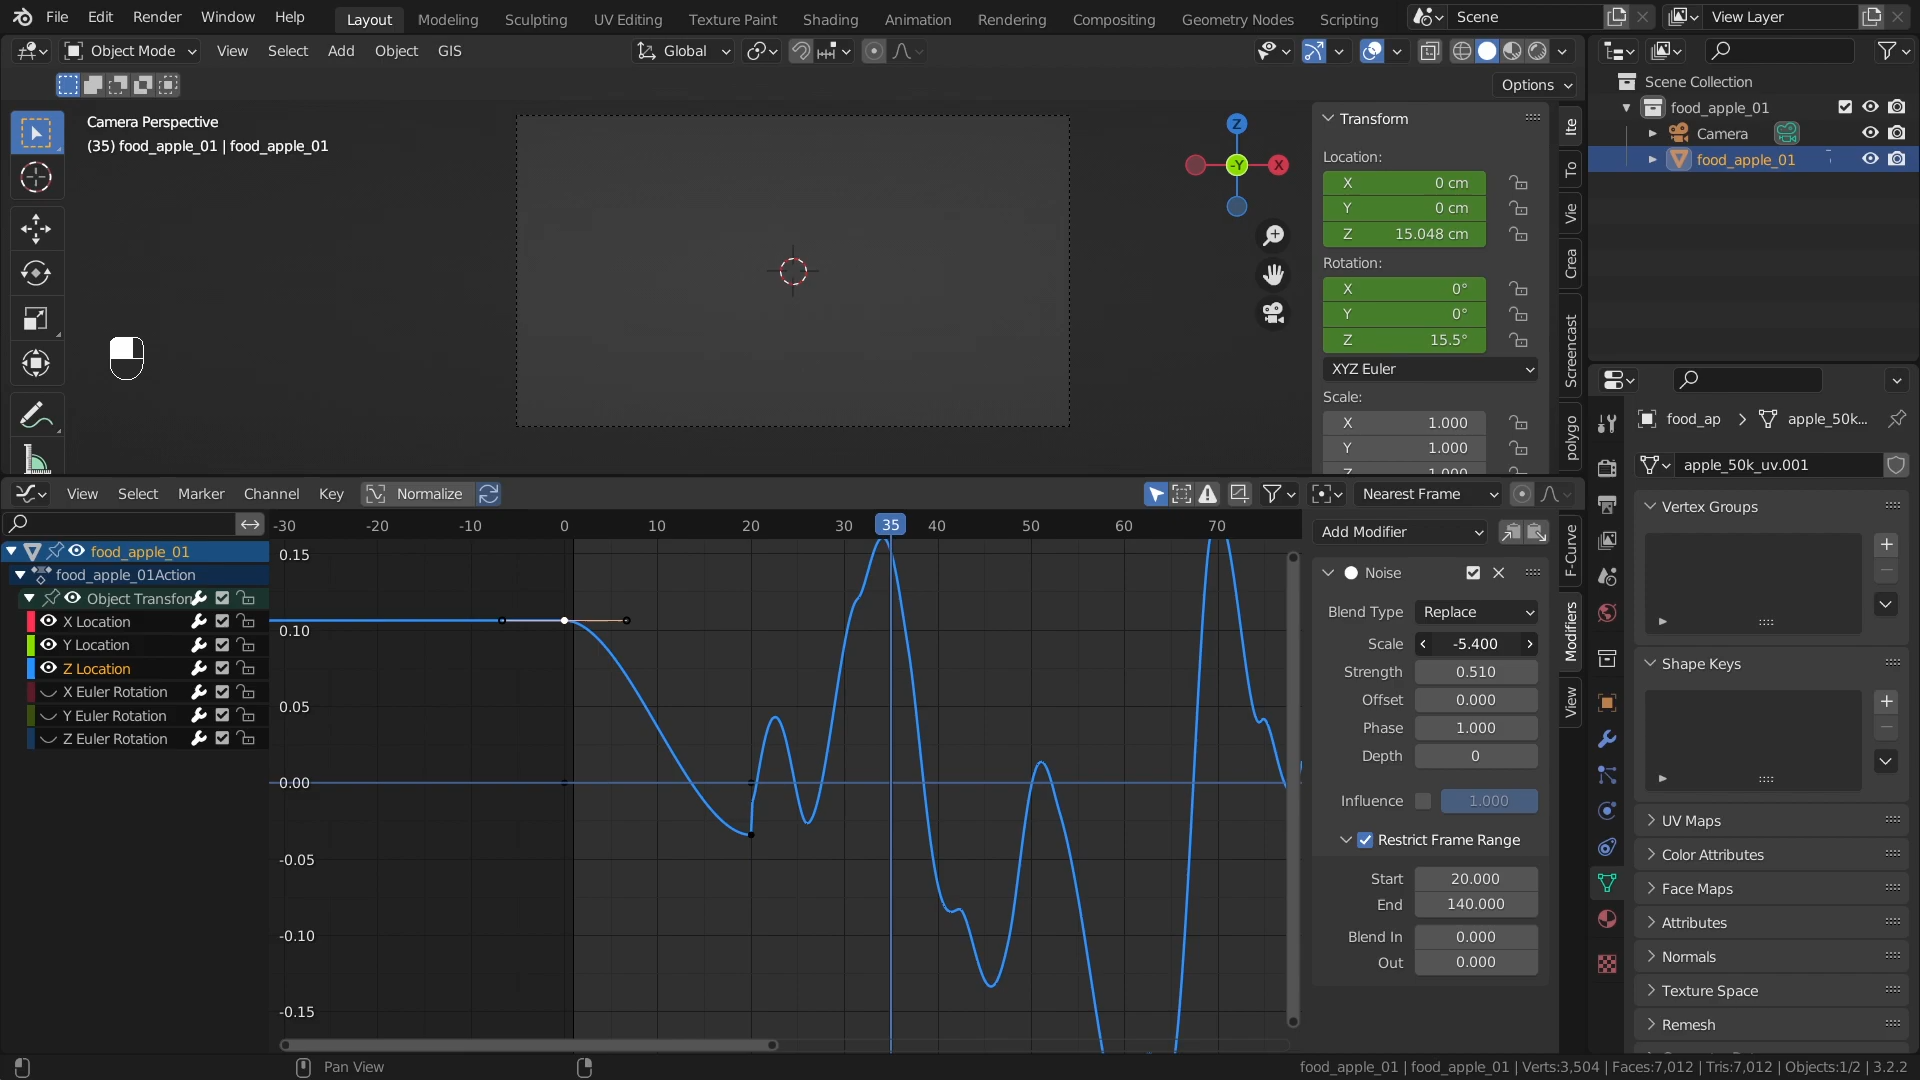 File Edit Render Window Help Layout Modeling Sculpting UV Editing Texture Paint Shading Animation Rendering Compositing Geometry Nodes Scripting Scene View Layer
Object Mode View Select Add Object GIS Global
Options
Camera Perspective
(35) food_apple_01 | food_apple_01
Z
-Y X
Transform
Location:
X 0 cm
Y 0 cm
Z 15.048 cm
Rotation:
X 0°
Y 0°
Z 15.5°
XYZ Euler
Scale:
X 1.000
Y 1.000
Z 1.000
Ite
To
Vie
Crea
Screencast
polygo
Scene Collection
food_apple_01
Camera
food_apple_01
food_ap > apple_50k...
apple_50k_uv.001
Vertex Groups
Shape Keys
UV Maps
Color Attributes
Face Maps
Attributes
Normals
Texture Space
Remesh
View Select Marker Channel Key Normalize Nearest Frame
-30 -20 -10 0 10 20 30 35 40 50 60 70
food_apple_01
food_apple_01Action
Object Transfon
X Location
Y Location
Z Location
X Euler Rotation
Y Euler Rotation
Z Euler Rotation
0.15
0.10
0.05
0.00
-0.05
-0.10
-0.15
Add Modifier
Noise
Blend Type Replace
Scale -5.400
Strength 0.510
Offset 0.000
Phase 1.000
Depth 0
Influence 1.000
Restrict Frame Range
Start 20.000
End 140.000
Blend In 0.000
Out 0.000
F-Curve
Modifiers
View
Pan View
food_apple_01 | food_apple_01 | Verts:3,504 | Faces:7,012 | Tris:7,012 | Objects:1/2 | 3.2.2